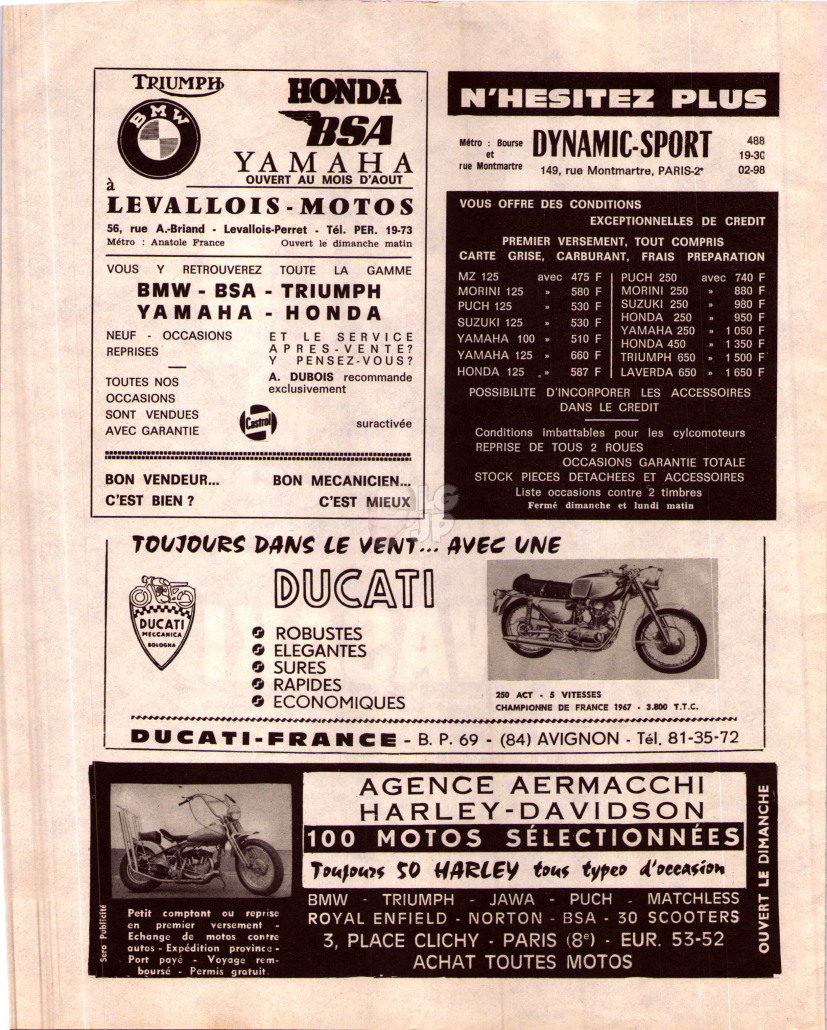 TRIUMPH
BMW
HONDA
BSA
YAMAHA
OUVERT AU MOIS D'AOUT
à
LEVALLOIS-MOTOS
56, rue A.-Briand - Levallois-Perret - Tél. PER. 19-73
Métro : Anatole France Ouvert le dimanche matin
VOUS Y RETROUVEREZ TOUTE LA GAMME
BMW - BSA - TRIUMPH
YAMAHA - HONDA
NEUF - OCCASIONS
REPRISES
TOUTES NOS
OCCASIONS
SONT VENDUES
AVEC GARANTIE
ET LE SERVICE
APRES-VENTE?
Y PENSEZ-VOUS?
A. DUBOIS recommande
exclusivement
Castrol
suractivée
BON VENDEUR...
C'EST BIEN ?
BON MECANICIEN...
C'EST MIEUX
N'HESITEZ PLUS
Métro : Bourse
et
rue Montmartre
DYNAMIC-SPORT
149, rue Montmartre, PARIS-2e
488
19-30
02-98
VOUS OFFRE DES CONDITIONS
EXCEPTIONNELLES DE CREDIT
PREMIER VERSEMENT, TOUT COMPRIS
CARTE GRISE, CARBURANT, FRAIS PREPARATION
MZ 125 avec 475 F
MORINI 125 » 580 F
PUCH 125 » 530 F
SUZUKI 125 » 530 F
YAMAHA 100 » 510 F
YAMAHA 125 » 660 F
HONDA 125 » 587 F
PUCH 250 avec 740 F
MORINI 250 » 880 F
SUZUKI 250 » 980 F
HONDA 250 » 950 F
YAMAHA 250 » 1 050 F
HONDA 450 » 1 350 F
TRIUMPH 650 » 1 500 F
LAVERDA 650 » 1 650 F
POSSIBILITE D'INCORPORER LES ACCESSOIRES
DANS LE CREDIT
Conditions imbattables pour les cylcomoteurs
REPRISE DE TOUS 2 ROUES
OCCASIONS GARANTIE TOTALE
STOCK PIECES DETACHEES ET ACCESSOIRES
Liste occasions contre 2 timbres
Fermé dimanche et lundi matin
TOUJOURS DANS LE VENT... AVEC UNE
DUCATI
DUCATI
MECCANICA
BOLOGNA
ROBUSTES
ELEGANTES
SURES
RAPIDES
ECONOMIQUES
250 ACT - 5 VITESSES
CHAMPIONNE DE FRANCE 1967 - 3.800 T.T.C.
DUCATI-FRANCE - B. P. 69 - (84) AVIGNON - Tél. 81-35-72
Sero Publicité
Petit comptant ou reprise
en premier versement -
Echange de motos contre
autos - Expédition province -
Port payé - Voyage rem-
boursé - Permis gratuit.
AGENCE AERMACCHI
HARLEY-DAVIDSON
100 MOTOS SÉLECTIONNÉES
Toujours 50 HARLEY tous types d'occasion
BMW - TRIUMPH - JAWA - PUCH - MATCHLESS
ROYAL ENFIELD - NORTON - BSA - 30 SCOOTERS
3, PLACE CLICHY - PARIS (8e) - EUR. 53-52
ACHAT TOUTES MOTOS
OUVERT LE DIMANCHE